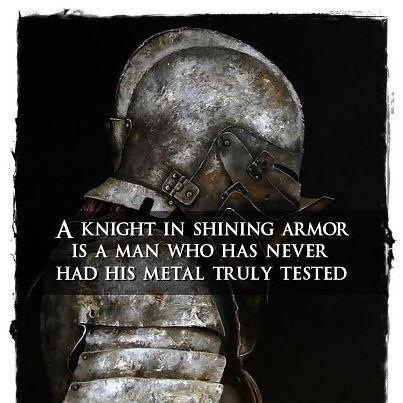 A KNIGHT IN SHINING ARMOR
IS A MAN WHO HAS NEVER
HAD HIS METAL TRULY TESTED